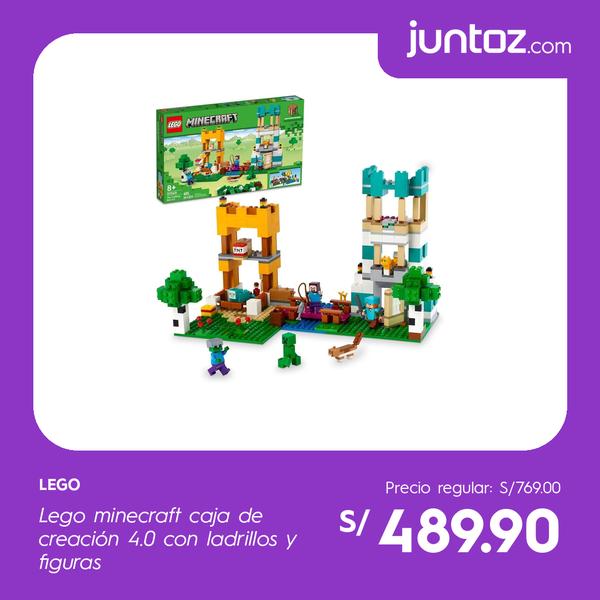 juntoz.com
LEGO MINECRAFT
8+
TNT
LEGO
Precio regular: S/769.00
Lego minecraft caja de
creación 4.0 con ladrillos y
figuras
S/ 489.90